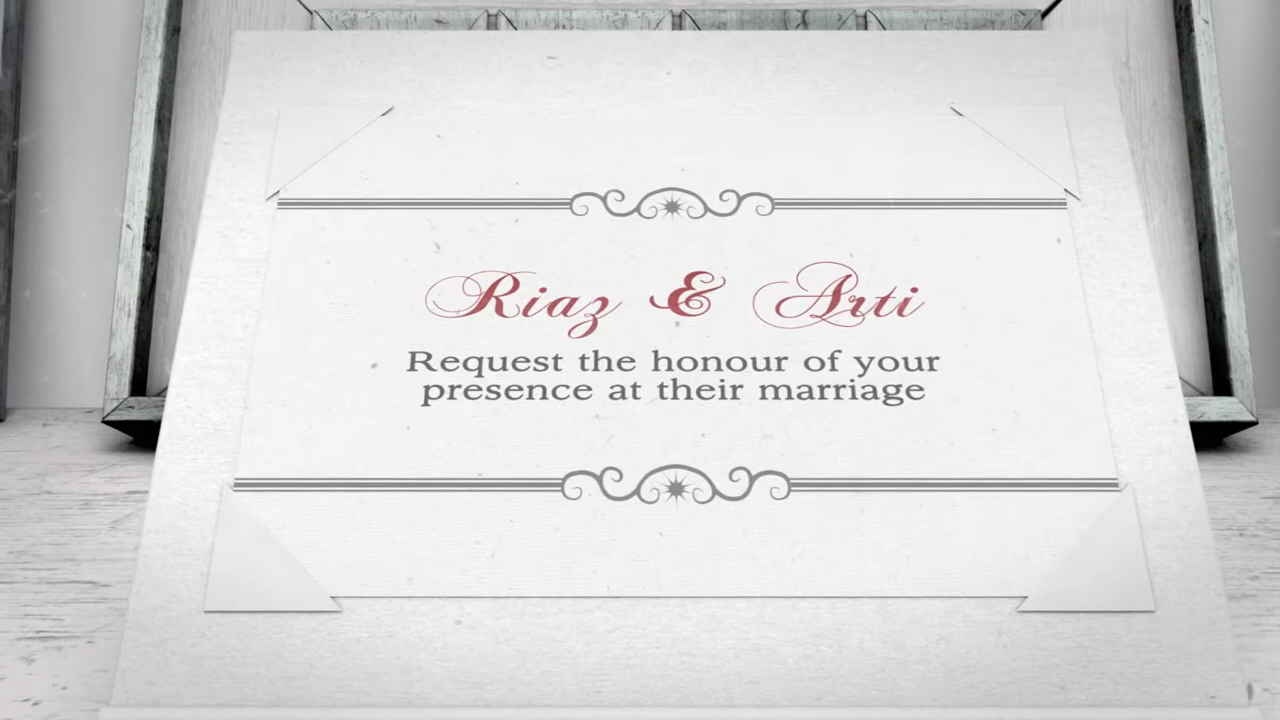 Riaz & Arti
Request the honour of your
presence at their marriage